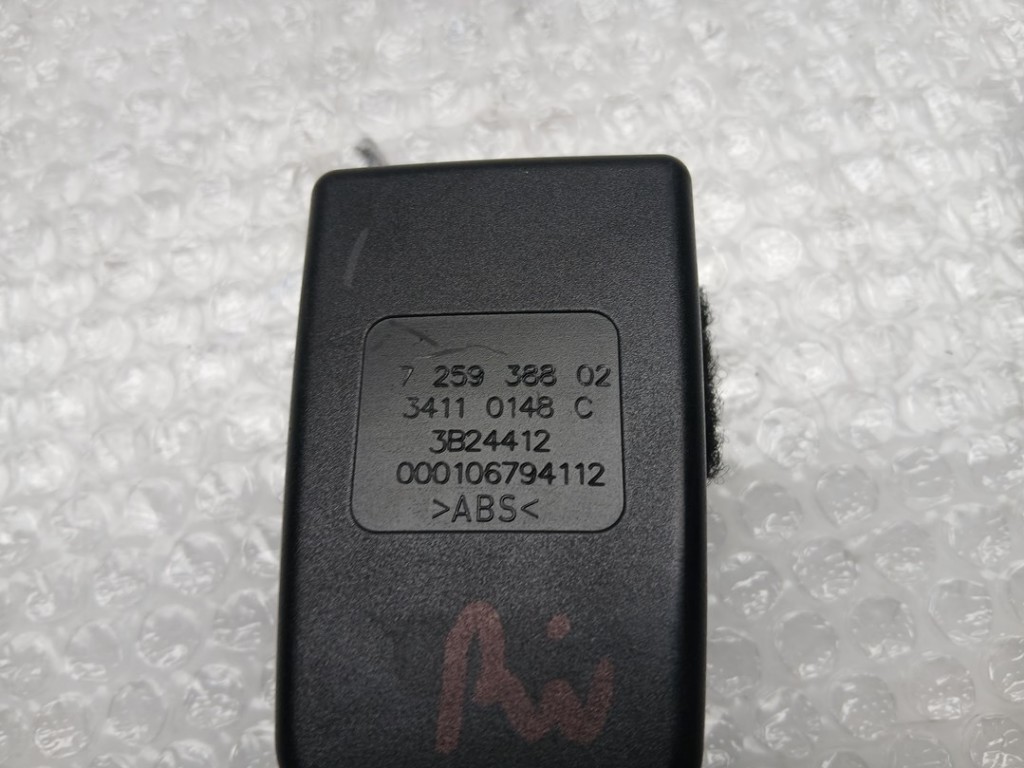 7 259 388 02
3411 0148 C
3B24412
000106794112
>ABS<